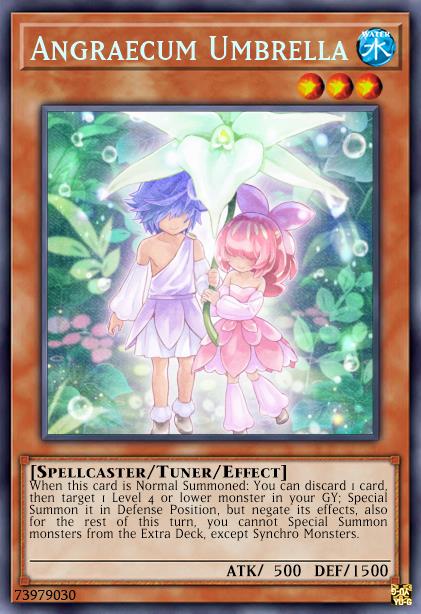 ANGRAECUM UMBRELLA
WATER
水
[SPELLCASTER/TUNER/EFFECT]
When this card is Normal Summoned: You can discard 1 card,
then target 1 Level 4 or lower monster in your GY; Special
Summon it in Defense Position, but negate its effects, also
for the rest of this turn, you cannot Special Summon
monsters from the Extra Deck, except Synchro Monsters.
ATK/ 500 DEF/1500
73979030